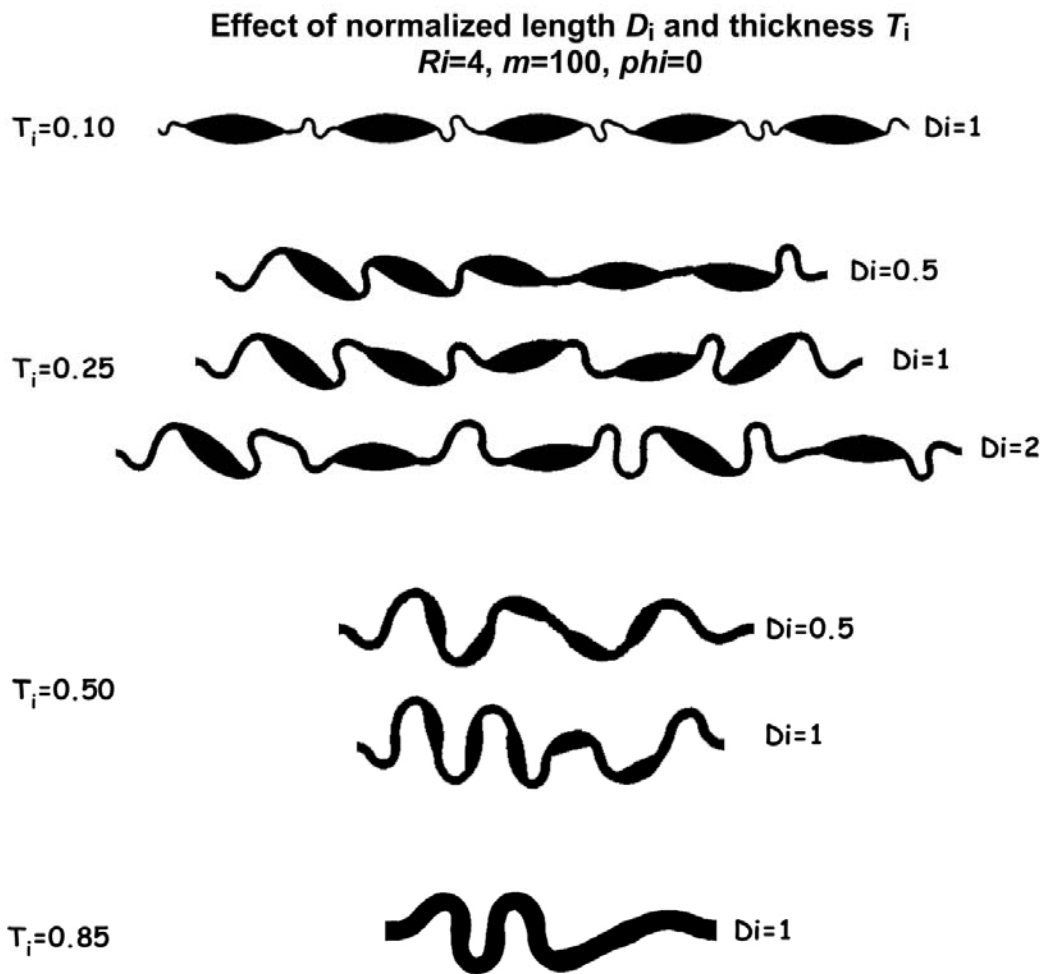 Effect of normalized length Di and thickness Ti
Ri=4, m=100, phi=0
Ti=0.10
Di=1
Di=0.5
Ti=0.25
Di=1
Di=2
Di=0.5
Ti=0.50
Di=1
Ti=0.85
Di=1